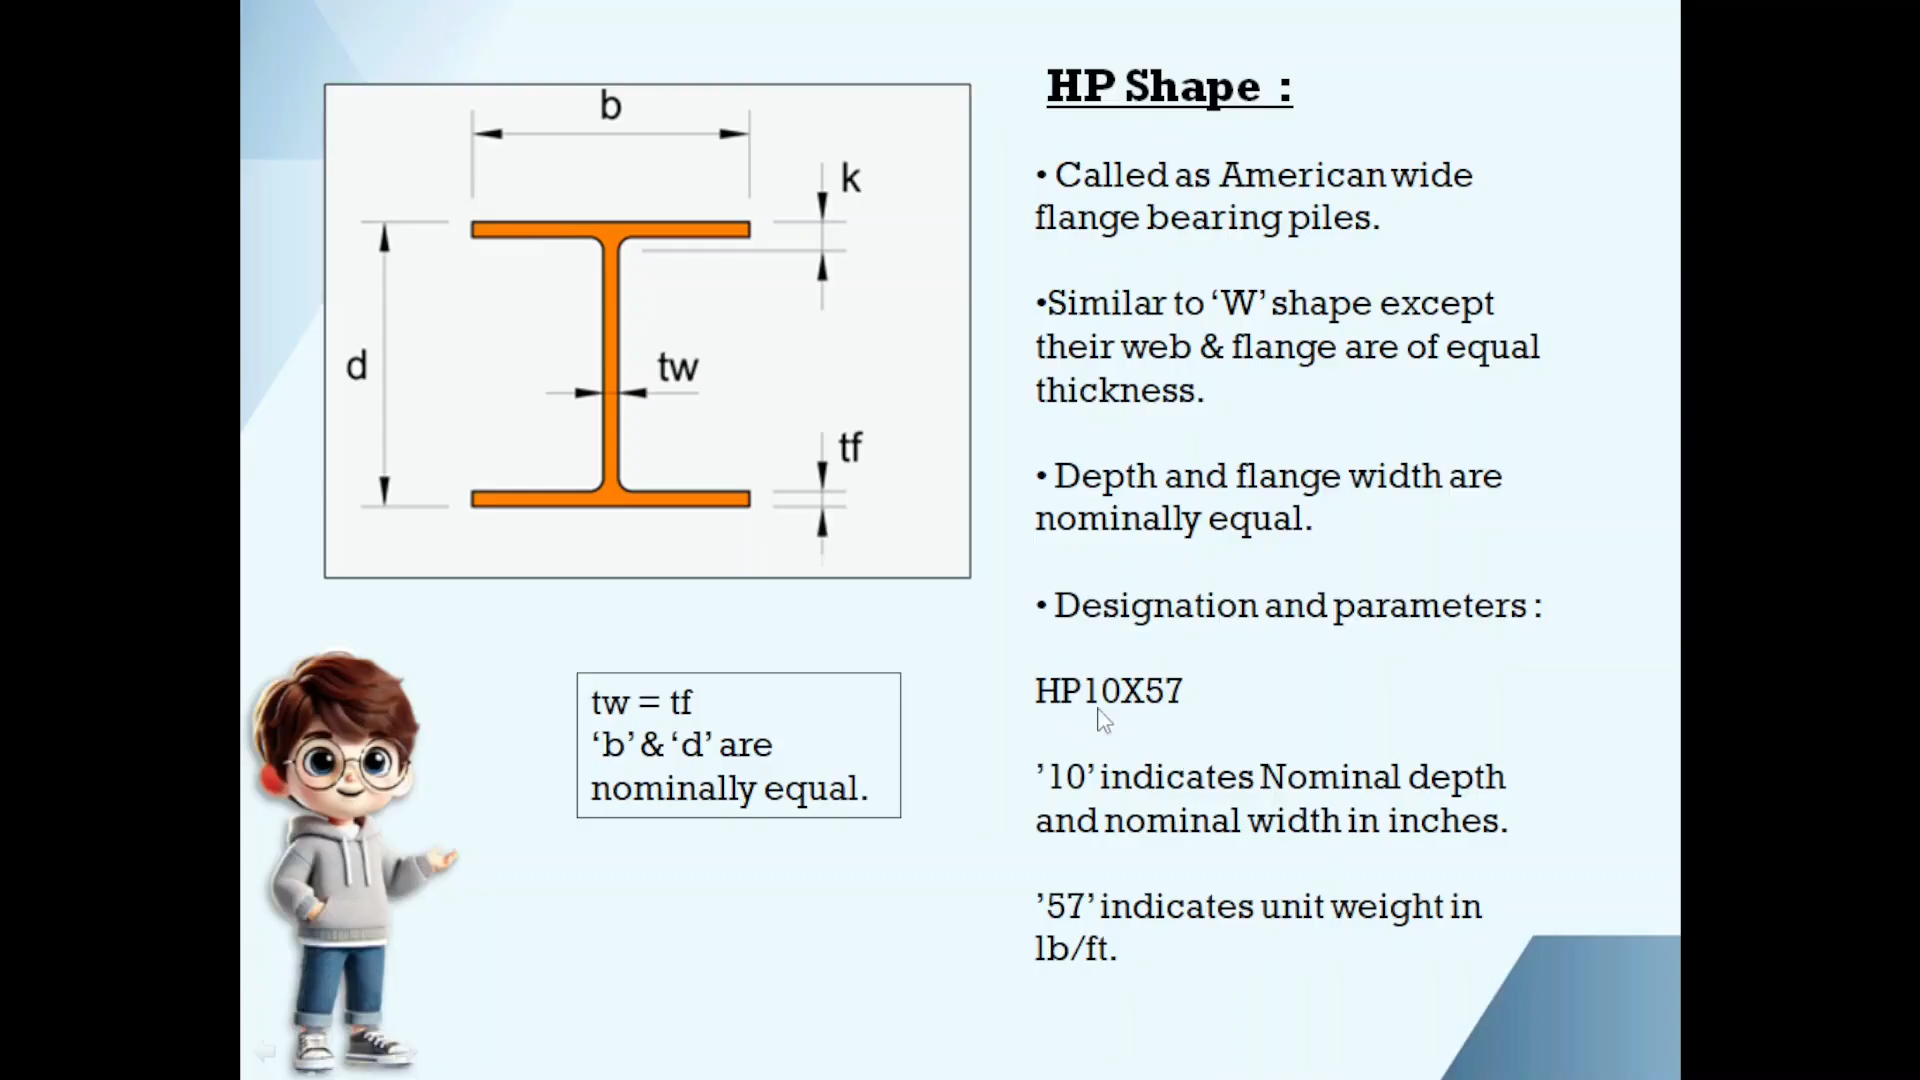 HP Shape :
b
k
d
tw
tf
• Called as American wide
flange bearing piles.
•Similar to ‘W’ shape except
their web & flange are of equal
thickness.
• Depth and flange width are
nominally equal.
• Designation and parameters :
HP10X57
’10’ indicates Nominal depth
and nominal width in inches.
’57’ indicates unit weight in
lb/ft.
tw = tf
‘b’ & ‘d’ are
nominally equal.